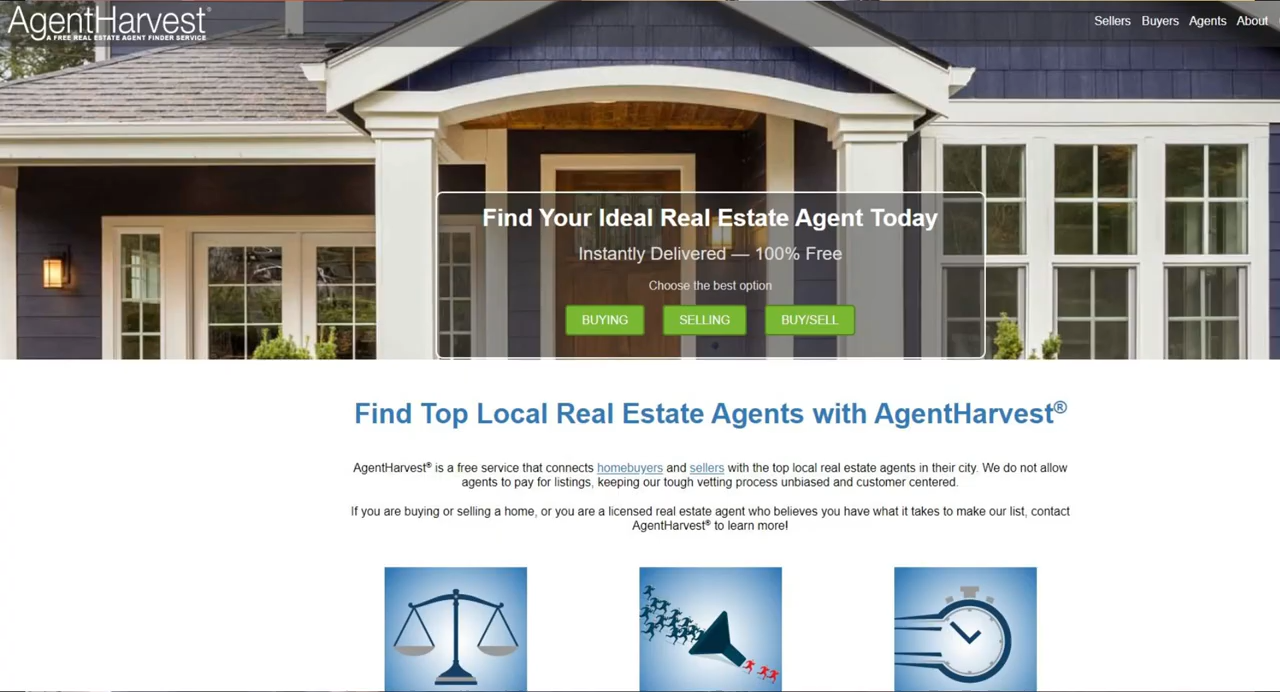 AgentHarvest®
A FREE REAL ESTATE AGENT FINDER SERVICE
Sellers Buyers Agents About
Find Your Ideal Real Estate Agent Today
Instantly Delivered — 100% Free
Choose the best option
BUYING SELLING BUY/SELL
Find Top Local Real Estate Agents with AgentHarvest®
AgentHarvest® is a free service that connects homebuyers and sellers with the top local real estate agents in their city. We do not allow
agents to pay for listings, keeping our tough vetting process unbiased and customer centered.
If you are buying or selling a home, or you are a licensed real estate agent who believes you have what it takes to make our list, contact
AgentHarvest® to learn more!